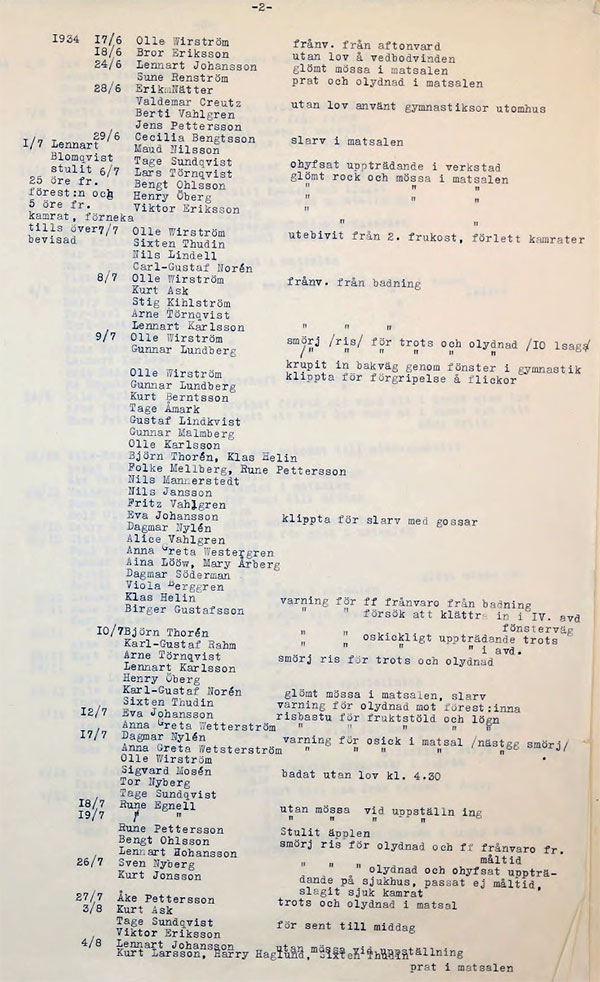 -2-
1934 17/6 Olle Wirström frånv. från aftonvard
18/6 Bror Eriksson utan lov å vedbodvinden
24/6 Lennart Johansson glömt mössa i matsalen
Sune Renström prat och olydnad i matsalen
28/6 ErikmNätter
Valdemar Creutz utan lov använt gymnastiksor utomhus
Berti Vahlgren
Jens Pettersson
29/6 Cecilia Bengtsson slarv i matsalen
1/7 Lennart Maud Nilsson
Blomqvist Tage Sundqvist ohyfsat uppträdande i verkstad
stulit 6/7 Lars Törnqvist glömt rock och mössa i matsalen
25 öre fr. Bengt Ohlsson " " "
förest:n och Henry Öberg " " "
5 öre fr. Viktor Eriksson
kamrat, förneka " "
tills över7/7 Olle Wirström utebivit från 2. frukost, förlett kamrater
bevisad Sixten Thudin
Nils Lindell
Carl-Gustaf Norén
8/7 Olle Wirström frånv. från badning
Kurt Ask
Stig Kihlström
Arne Törnqvist
Lennart Karlsson " " "
9/7 Olle Wirström smörj /ris/ för trots och olydnad /10 lsag/
Gunnar Lundberg /" " " " "
krupit in bakväg genom fönster i gymnastik
Olle Wirström klippta för förgripelse å flickor
Gunnar Lundberg
Kurt Berntsson
Tage Åmark
Gustaf Lindkvist
Gunnar Malmberg
Olle Karlsson
Björn Thorén, Klas Helin
Folke Mellberg, Rune Pettersson
Nils Mannerstedt
Nils Jansson
Fritz Vahlgren
Eva Johansson klippta för slarv med gossar
Dagmar Nylén
Alice Vahlgren
Anna Greta Westergren
Aina Lööw, Mary Årberg
Dagmar Söderman
Viola Berggren
Klas Helin varning för ff frånvaro från badning
Birger Gustafsson " " försök att klättra in i IV. avd
fönsterväg
10/7Björn Thorén " " oskickligt uppträdande trots
Karl-Gustaf Rahm " " " i avd.
Arne Törnqvist smörj ris för trots och olydnad
Lennart Karlsson
Henry Öberg
Karl-Gustaf Norén glömt mössa i matsalen, slarv
Sixten Thudin varning för olydnad mot förest:inna
12/7 Eva Johansson risbastu för fruktstöld och lögn
Anna Greta Wetterström " " " "
17/7 Dagmar Nylén varning för osick i matsal /nästgg smörj/
Anna Greta Wetsterström " " " " "
Olle Wirström
Sigvard Mosén badat utan lov kl. 4.30
Tor Nyberg
Tage Sundqvist
18/7 Rune Egnell utan mössa vid uppställn ing
19/7 " " " " " "
Rune Pettersson Stulit äpplen
Bengt Ohlsson smörj ris för olydnad och ff frånvaro fr.
Lennart Hohansson måltid
26/7 Sven Nyberg " " " olydnad och ohyfsat uppträ-
Kurt Jonsson dande på sjukhus, passat ej måltid,
slagit sjuk kamrat
27/7 Åke Pettersson trots och olydnad i matsal
3/8 Kurt Ask
Tage Sundqvist för sent till middag
Viktor Eriksson
4/8 Lennart Johansson utan mössa vid uppställning
Kurt Larsson, Harry Haglund, Sixten Thudin
prat i matsalen